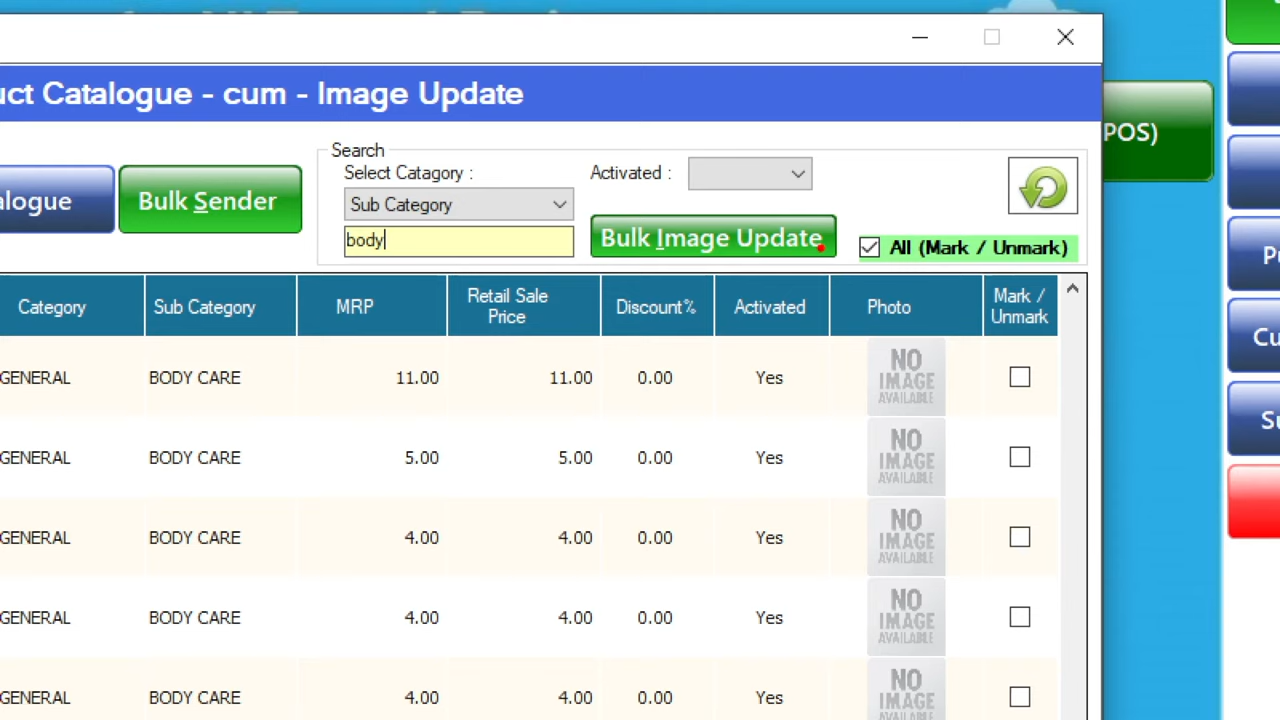 uct Catalogue - cum - Image Update
POS)
Search
Select Catagory :
Activated :
alogue
Bulk Sender
Sub Category
body
Bulk Image Update
All (Mark / Unmark)
Category
Sub Category
MRP
Retail Sale
Price
Discount%
Activated
Photo
Mark /
Unmark
GENERAL BODY CARE 11.00 11.00 0.00 Yes
NO
IMAGE
AVAILABLE
GENERAL BODY CARE 5.00 5.00 0.00 Yes
NO
IMAGE
AVAILABLE
GENERAL BODY CARE 4.00 4.00 0.00 Yes
NO
IMAGE
AVAILABLE
GENERAL BODY CARE 4.00 4.00 0.00 Yes
NO
IMAGE
AVAILABLE
GENERAL BODY CARE 4.00 4.00 0.00 Yes
NO
IMAGE
P
Cu
Su